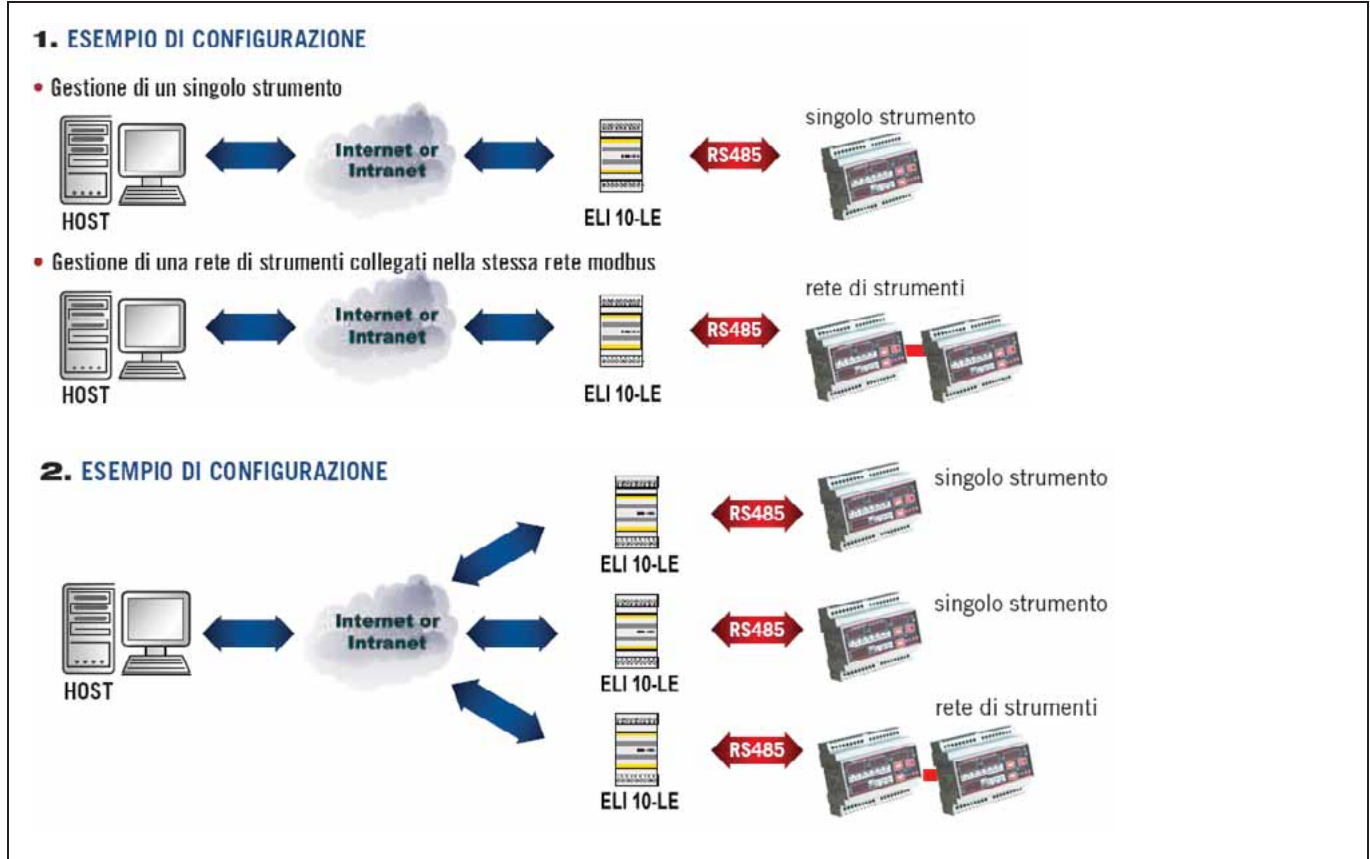 1. ESEMPIO DI CONFIGURAZIONE
• Gestione di un singolo strumento
HOST
Internet or
Intranet
ELI 10-LE
RS485
singolo strumento
• Gestione di una rete di strumenti collegati nella stessa rete modbus
HOST
Internet or
Intranet
ELI 10-LE
RS485
rete di strumenti
2. ESEMPIO DI CONFIGURAZIONE
HOST
Internet or
Intranet
ELI 10-LE
RS485
singolo strumento
ELI 10-LE
RS485
singolo strumento
ELI 10-LE
RS485
rete di strumenti